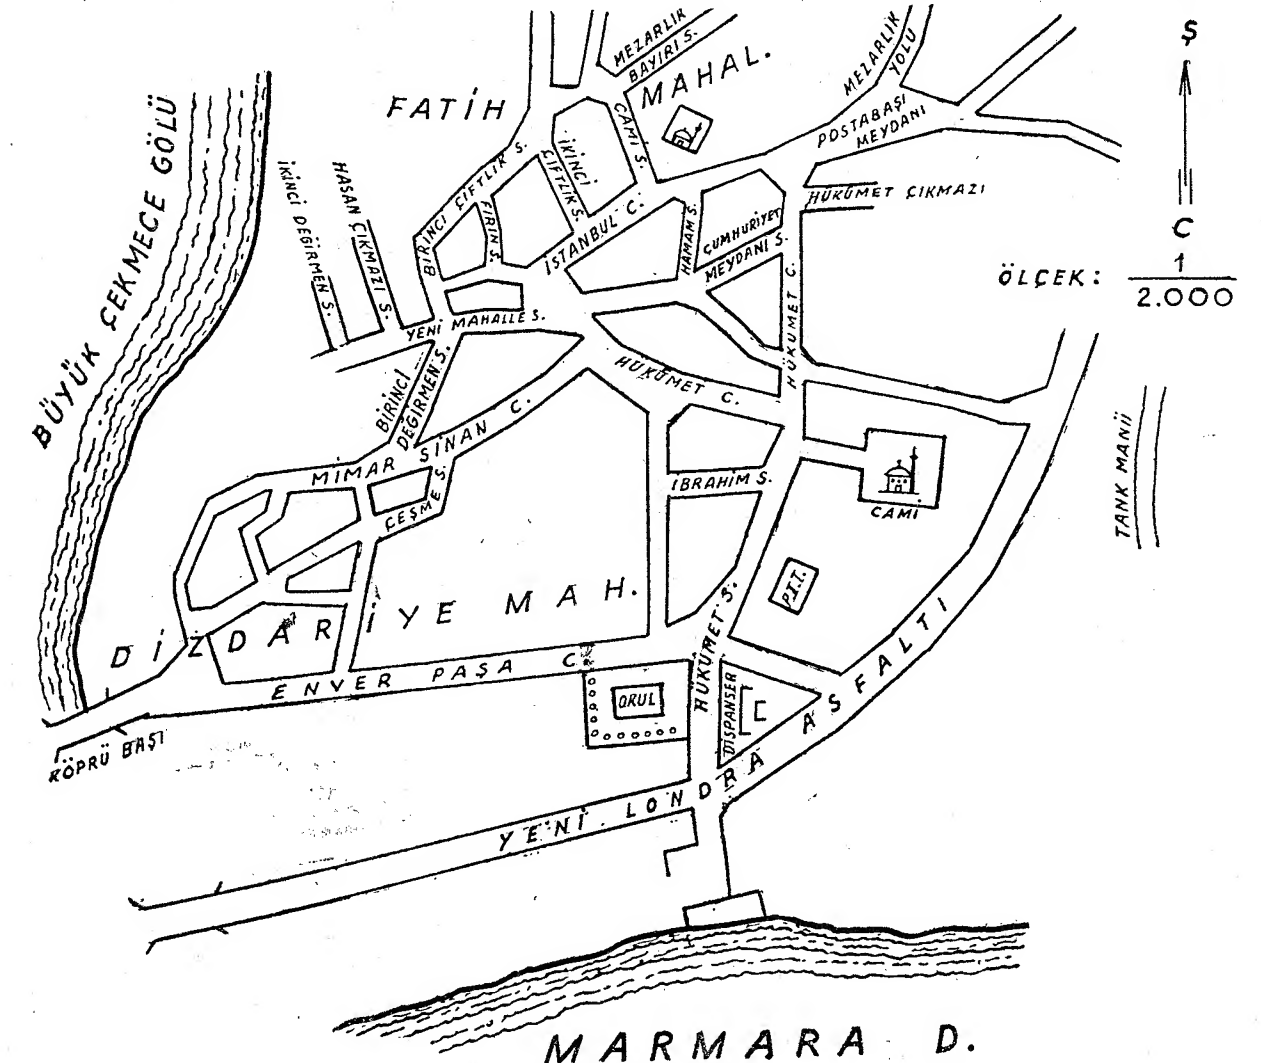 Ş
C
ÖLÇEK: 1
2.000
MEZARLIK
BAYIRI S.
MEZARLIK
YOLU
FATİH MAHAL.
POSTABAŞI
MEYDANI
CAMİ S.
İKİNCİ
ÇİFTLİK S.
BİRİNCİ ÇİFTLİK S.
FIRIN S.
İSTANBUL C.
HÜKÜMET ÇIKMAZI
HAMAM S.
CUMHURİYET
MEYDANI S.
HÜKÜMET C.
BÜYÜK ÇEKMECE GÖLÜ
İKİNCİ DEĞİRMEN S.
HASAN ÇIKMAZI S.
YENİ MAHALLE S.
BİRİNCİ
DEĞİRMEN S.
HÜKÜMET C.
MİMAR SİNAN C.
ÇEŞME S.
İBRAHİM S.
CAMİ
TANK MANİİ
P.T.T.
DİZDARİYE MAH.
HÜKÜMET S.
ENVER PAŞA C
OKUL
DİSPANSER
KÖPRÜ BAŞI
YENİ LONDRA ASFALTI
MARMARA D.